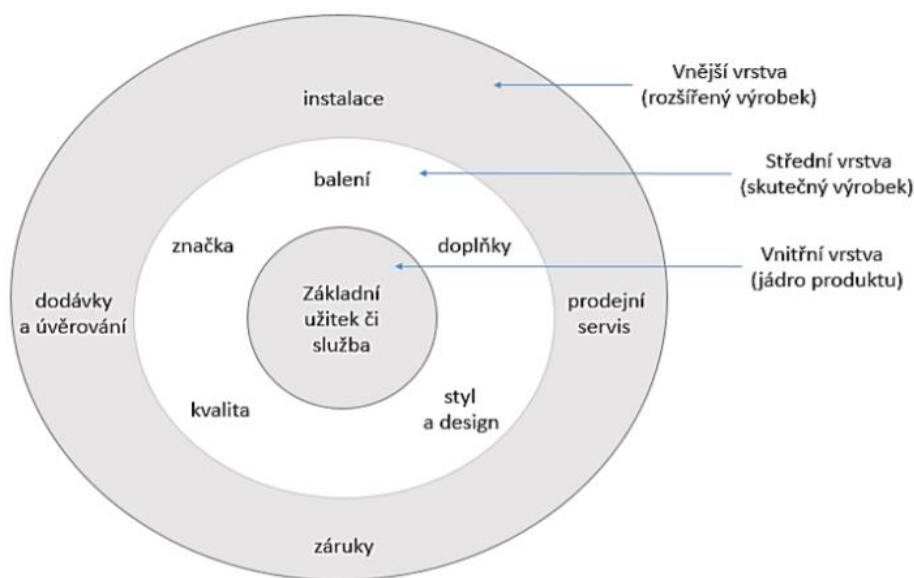 Vnější vrstva
(rozšířený výrobek)
instalace
Střední vrstva
(skutečný výrobek)
balení
značka
doplňky
Vnitřní vrstva
(jádro produktu)
Základní
užitek či
služba
dodávky
a úvěrování
prodejní
servis
kvalita
styl
a design
záruky